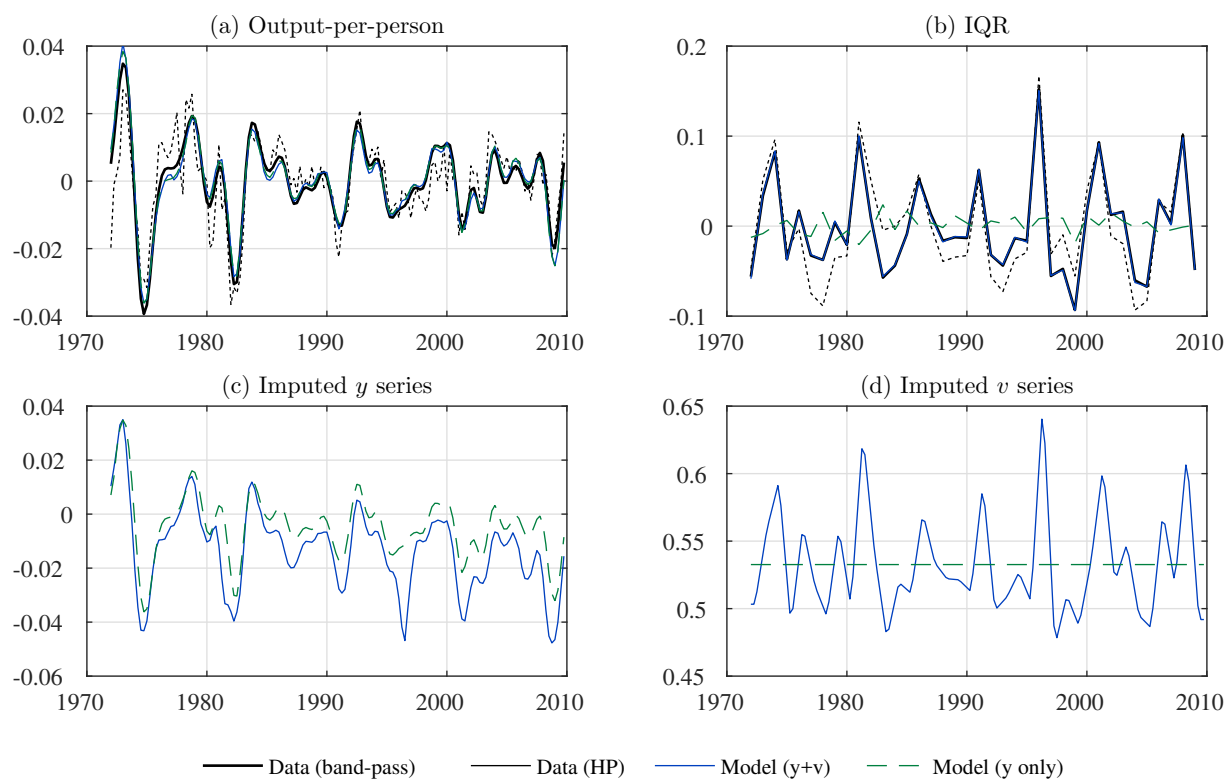 (a) Output-per-person
(b) IQR
0.04
0.02
0
-0.02
-0.04
1970 1980 1990 2000 2010
0.2
0.1
0
-0.1
1970 1980 1990 2000 2010
(c) Imputed y series
(d) Imputed v series
0.04
0.02
0
-0.02
-0.04
-0.06
1970 1980 1990 2000 2010
0.65
0.6
0.55
0.5
0.45
1970 1980 1990 2000 2010
Data (band-pass) Data (HP) Model (y+v) Model (y only)